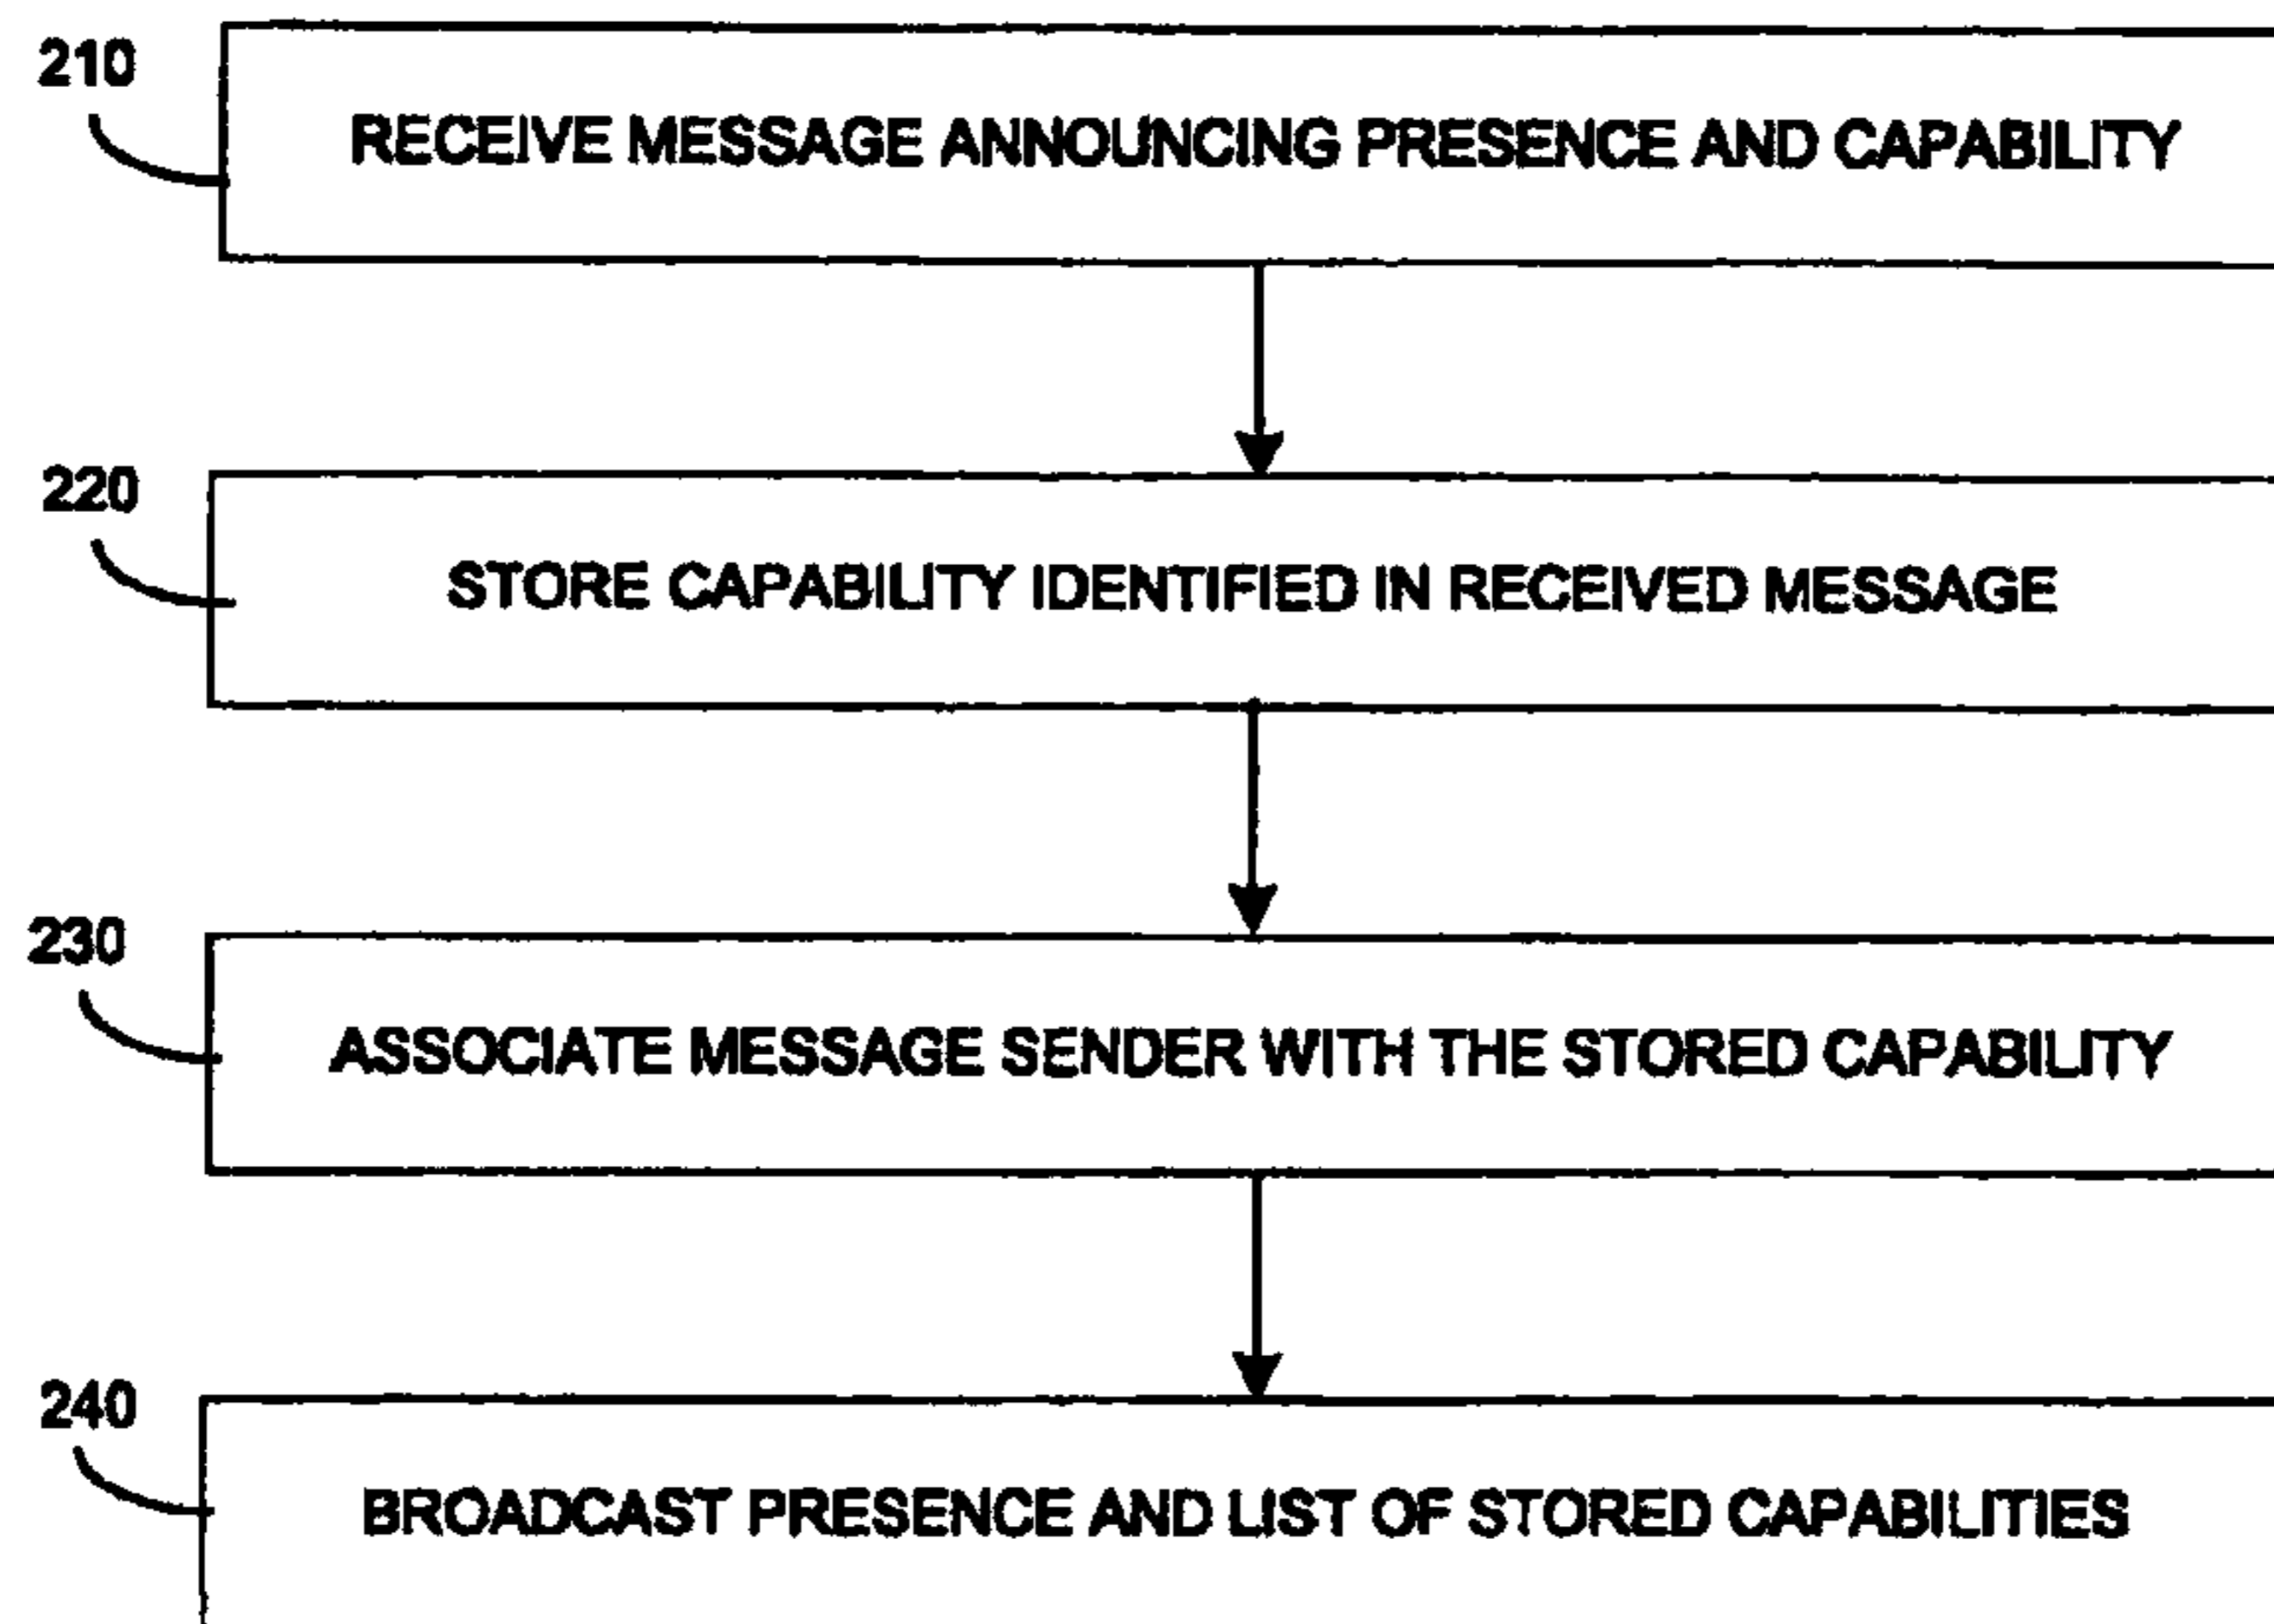 210
RECEIVE MESSAGE ANNOUNCING PRESENCE AND CAPABILITY
220
STORE CAPABILITY IDENTIFIED IN RECEIVED MESSAGE
230
ASSOCIATE MESSAGE SENDER WITH THE STORED CAPABILITY
240
BROADCAST PRESENCE AND LIST OF STORED CAPABILITIES